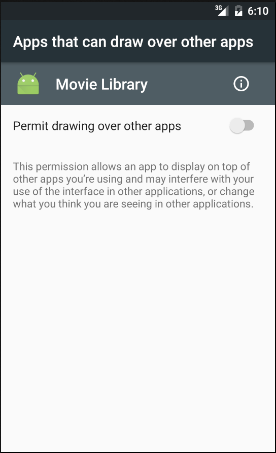 3G 6:10
Apps that can draw over other apps
Movie Library
Permit drawing over other apps
This permission allows an app to display on top of
other apps you're using and may interfere with your
use of the interface in other applications, or change
what you think you are seeing in other applications.